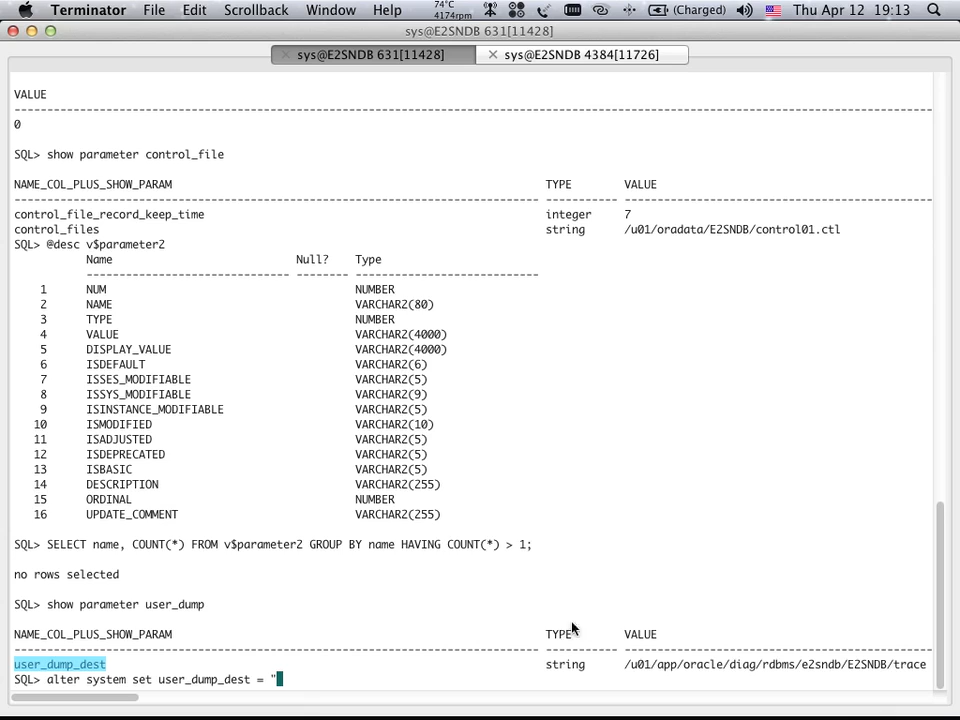 Terminator File Edit Scrollback Window Help 74°C 4174rpm (Charged) Thu Apr 12 19:13
sys@E2SNDB 631[11428]
sys@E2SNDB 631[11428] sys@E2SNDB 4384[11726]
VALUE
--------------------------------------------------------------------------------
0
SQL> show parameter control_file
NAME_COL_PLUS_SHOW_PARAM TYPE VALUE
-------------------------------------------------------------------------------- ----------- ------------------------------
control_file_record_keep_time integer 7
control_files string /u01/oradata/E2SNDB/control01.ctl
SQL> @desc v$parameter2
Name Null? Type
------------------------------- -------- ----------------------------
1 NUM NUMBER
2 NAME VARCHAR2(80)
3 TYPE NUMBER
4 VALUE VARCHAR2(4000)
5 DISPLAY_VALUE VARCHAR2(4000)
6 ISDEFAULT VARCHAR2(6)
7 ISSES_MODIFIABLE VARCHAR2(5)
8 ISSYS_MODIFIABLE VARCHAR2(9)
9 ISINSTANCE_MODIFIABLE VARCHAR2(5)
10 ISMODIFIED VARCHAR2(10)
11 ISADJUSTED VARCHAR2(5)
12 ISDEPRECATED VARCHAR2(5)
13 ISBASIC VARCHAR2(5)
14 DESCRIPTION VARCHAR2(255)
15 ORDINAL NUMBER
16 UPDATE_COMMENT VARCHAR2(255)
SQL> SELECT name, COUNT(*) FROM v$parameter2 GROUP BY name HAVING COUNT(*) > 1;
no rows selected
SQL> show parameter user_dump
NAME_COL_PLUS_SHOW_PARAM TYPE VALUE
-------------------------------------------------------------------------------- ----------- ------------------------------
user_dump_dest string /u01/app/oracle/diag/rdbms/e2sndb/E2SNDB/trace
SQL> alter system set user_dump_dest = "